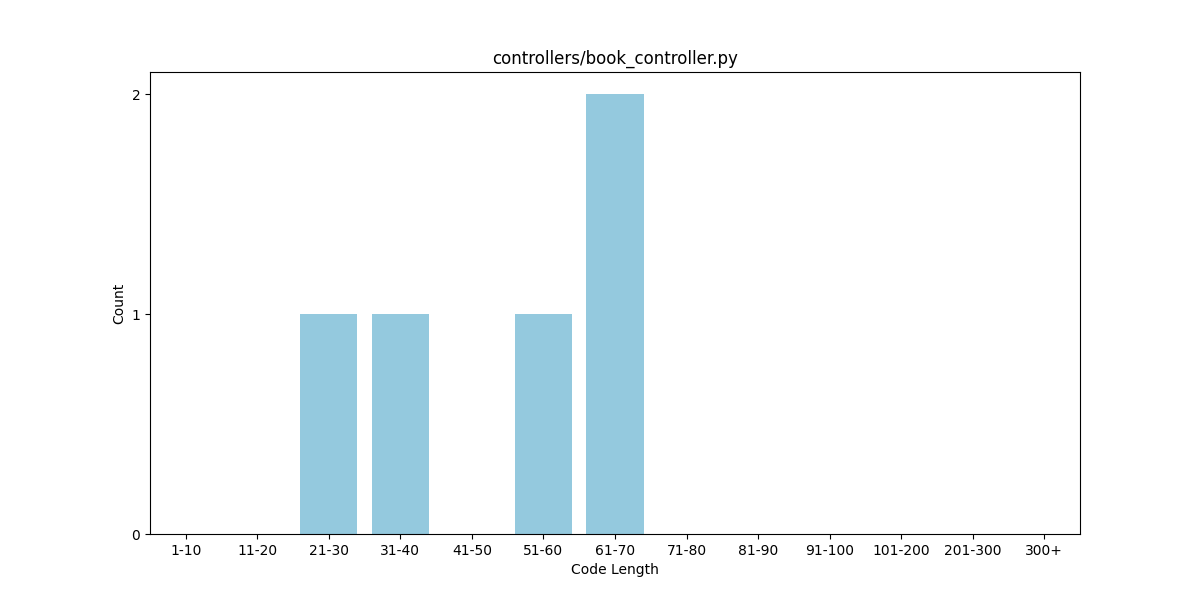 controllers/book_controller.py
2
1
0
Count
1-10 11-20 21-30 31-40 41-50 51-60 61-70 71-80 81-90 91-100 101-200 201-300 300+
Code Length